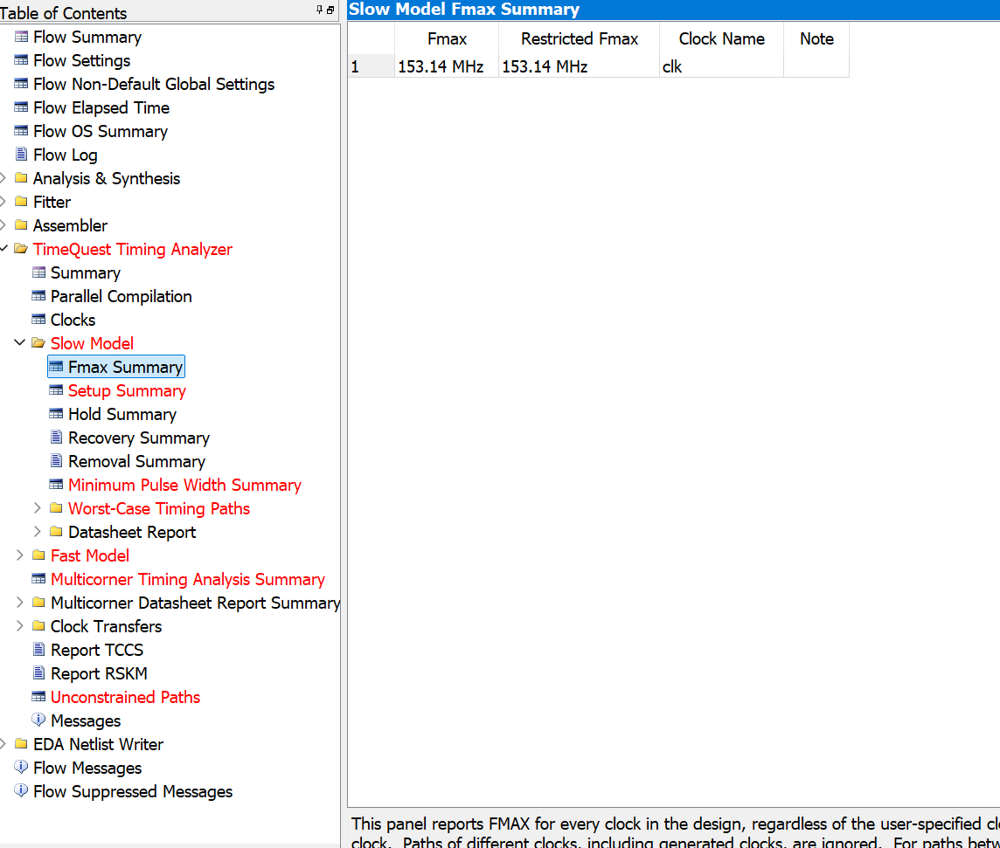 Table of Contents
Flow Summary
Flow Settings
Flow Non-Default Global Settings
Flow Elapsed Time
Flow OS Summary
Flow Log
Analysis & Synthesis
Fitter
Assembler
TimeQuest Timing Analyzer
Summary
Parallel Compilation
Clocks
Slow Model
Fmax Summary
Setup Summary
Hold Summary
Recovery Summary
Removal Summary
Minimum Pulse Width Summary
Worst-Case Timing Paths
Datasheet Report
Fast Model
Multicorner Timing Analysis Summary
Multicorner Datasheet Report Summary
Clock Transfers
Report TCCS
Report RSKM
Unconstrained Paths
Messages
EDA Netlist Writer
Flow Messages
Flow Suppressed Messages
Slow Model Fmax Summary
Fmax Restricted Fmax Clock Name Note
1 153.14 MHz 153.14 MHz clk
This panel reports FMAX for every clock in the design, regardless of the user-specified
clock. Paths of different clocks, including generated clocks, are ignored. For paths